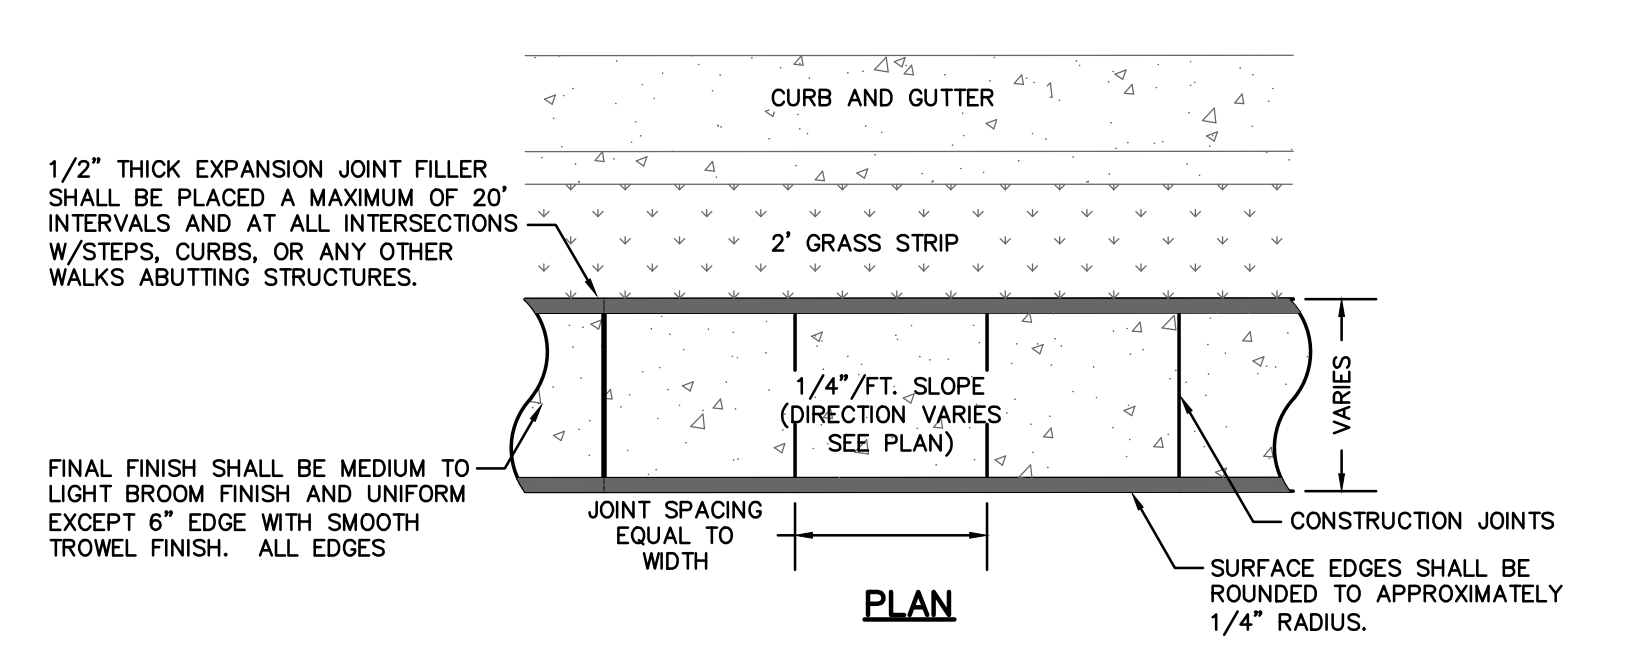 CURB AND GUTTER
1/2" THICK EXPANSION JOINT FILLER
SHALL BE PLACED A MAXIMUM OF 20'
INTERVALS AND AT ALL INTERSECTIONS
W/STEPS, CURBS, OR ANY OTHER
WALKS ABUTTING STRUCTURES.
2' GRASS STRIP
1/4"/FT. SLOPE
(DIRECTION VARIES
SEE PLAN)
VARIES
FINAL FINISH SHALL BE MEDIUM TO
LIGHT BROOM FINISH AND UNIFORM
EXCEPT 6" EDGE WITH SMOOTH
TROWEL FINISH. ALL EDGES
JOINT SPACING
EQUAL TO
WIDTH
CONSTRUCTION JOINTS
SURFACE EDGES SHALL BE
ROUNDED TO APPROXIMATELY
1/4" RADIUS.
PLAN